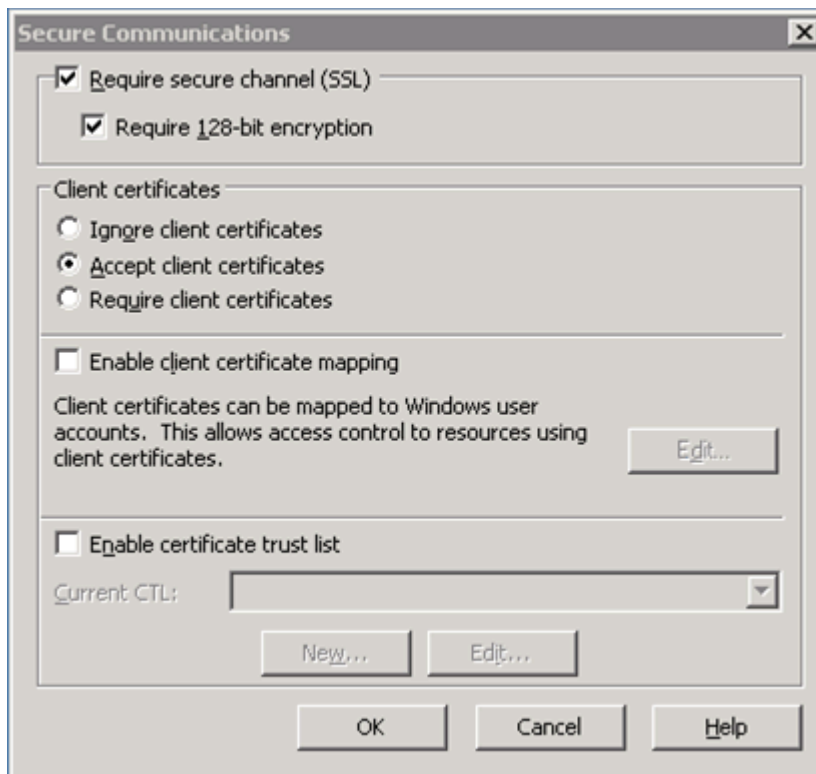 Secure Communications
Require secure channel (SSL)
Require 128-bit encryption
Client certificates
Ignore client certificates
Accept client certificates
Require client certificates
Enable client certificate mapping
Client certificates can be mapped to Windows user
accounts. This allows access control to resources using
client certificates.
Edit...
Enable certificate trust list
Current CTL:
New... Edit...
OK Cancel Help